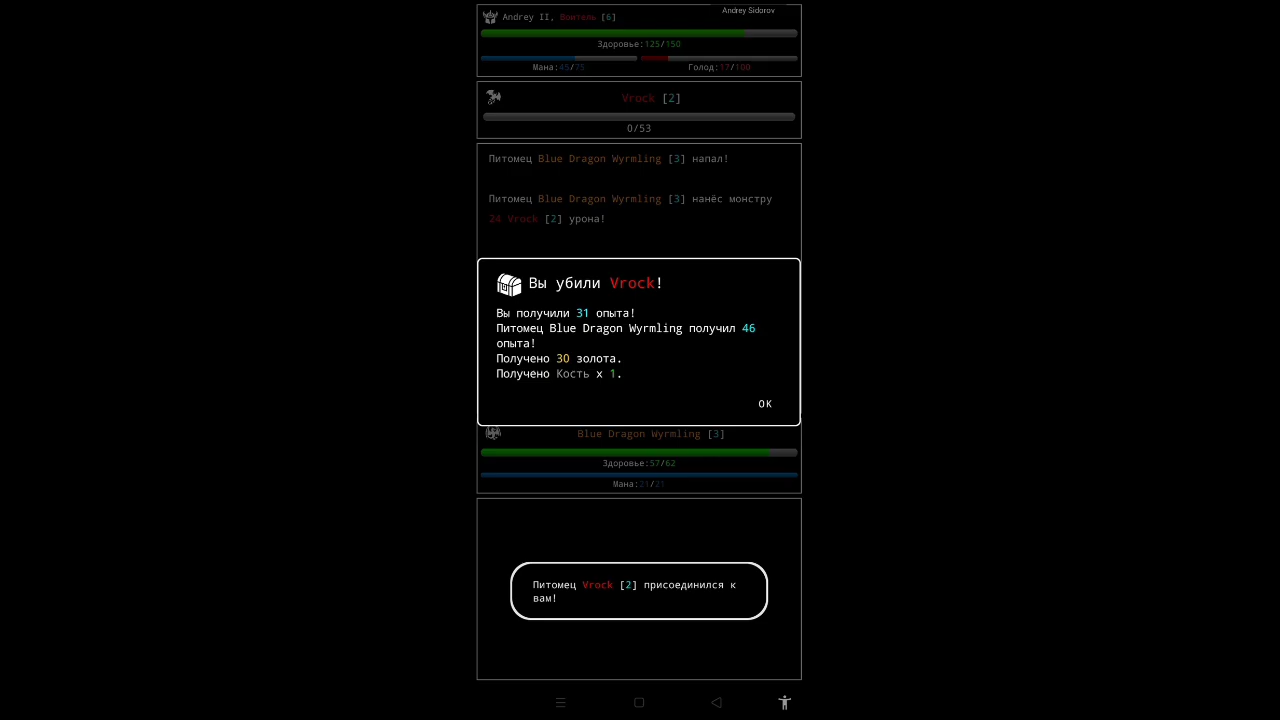 Andrey Sidorov
Andrey II, Воитель [6]
Здоровье:125/150
Мана:45/75
Голод:17/100
Vrock [2]
0/53
Питомец Blue Dragon Wyrmling [3] напал!
Питомец Blue Dragon Wyrmling [3] нанёс монстру
24 Vrock [2] урона!
Вы убили Vrock!
Вы получили 31 опыта!
Питомец Blue Dragon Wyrmling получил 46
опыта!
Получено 30 золота.
Получено Кость x 1.
OK
Blue Dragon Wyrmling [3]
Здоровье:57/62
Мана:21/21
Питомец Vrock [2] присоединился к
вам!